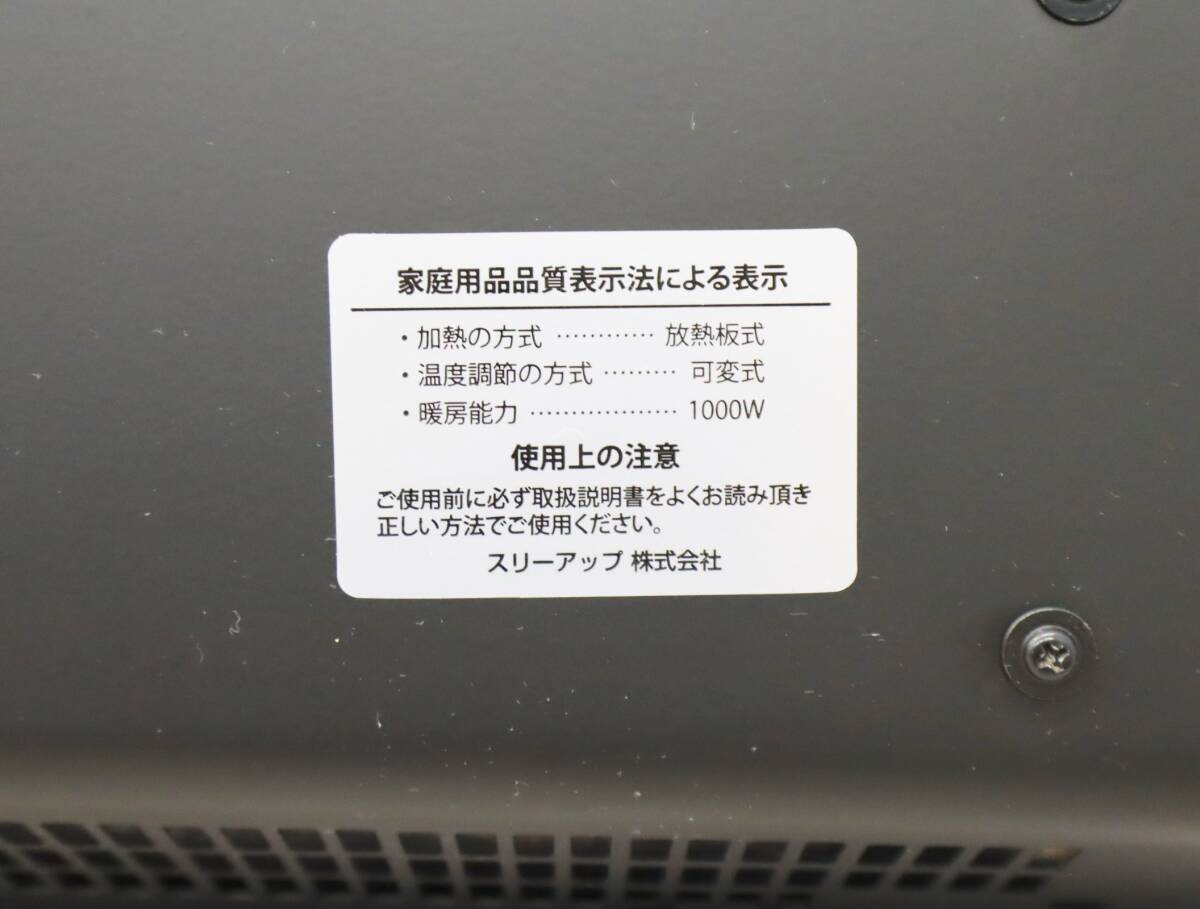 家庭用品品質表示法による表示
・加熱の方式 ………… 放熱板式
・温度調節の方式 ……… 可変式
・暖房能力 ……………… 1000W
使用上の注意
ご使用前に必ず取扱説明書をよくお読み頂き
正しい方法でご使用ください。
スリーアップ 株式会社